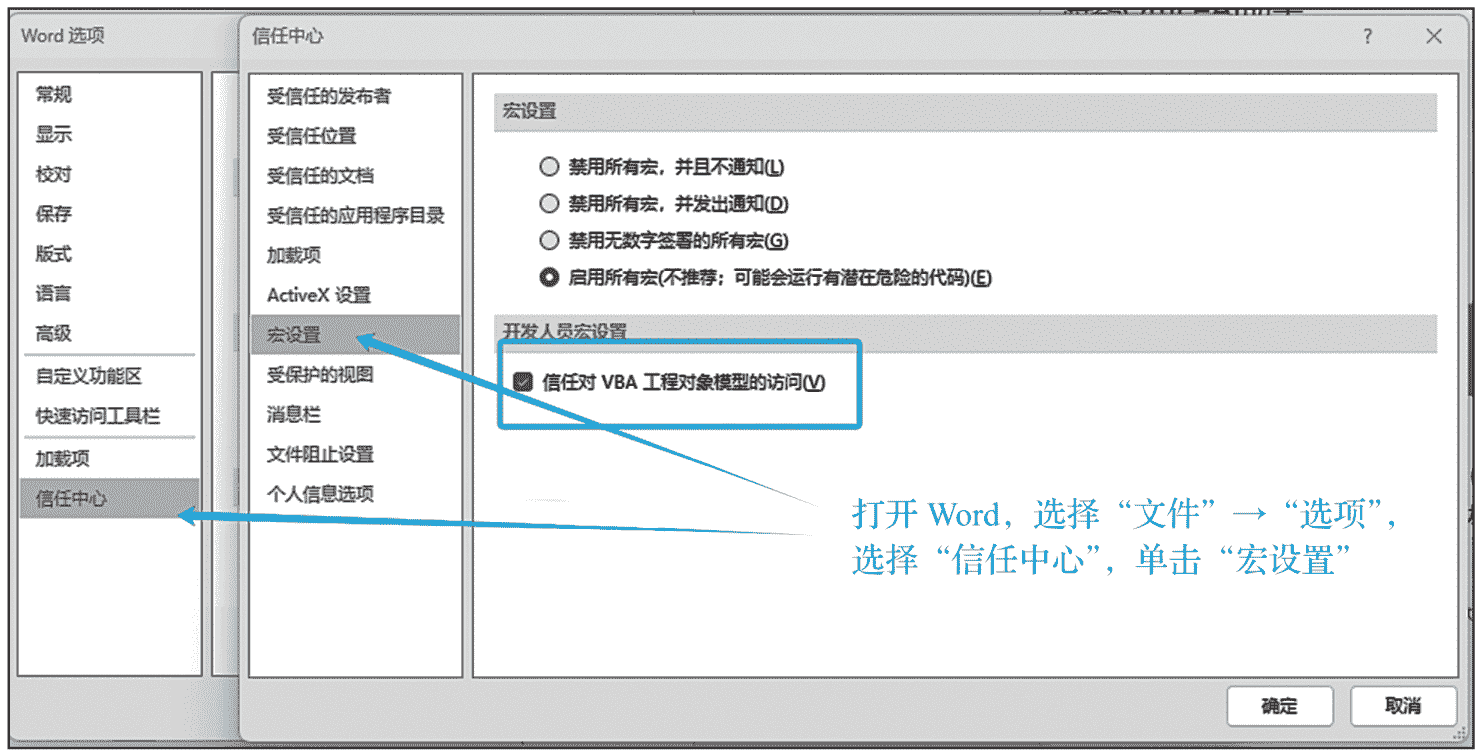 Word 选项
常规
显示
校对
保存
版式
语言
高级
自定义功能区
快速访问工具栏
加载项
信任中心
信任中心
受信任的发布者
受信任位置
受信任的文档
受信任的应用程序目录
加载项
ActiveX 设置
宏设置
受保护的视图
消息栏
文件阻止设置
个人信息选项
宏设置
禁用所有宏，并且不通知(L)
禁用所有宏，并发出通知(D)
禁用无数字签署的所有宏(G)
启用所有宏(不推荐；可能会运行有潜在危险的代码)(E)
开发人员宏设置
信任对 VBA 工程对象模型的访问(V)
打开 Word，选择“文件”→“选项”，
选择“信任中心”，单击“宏设置”
确定
取消